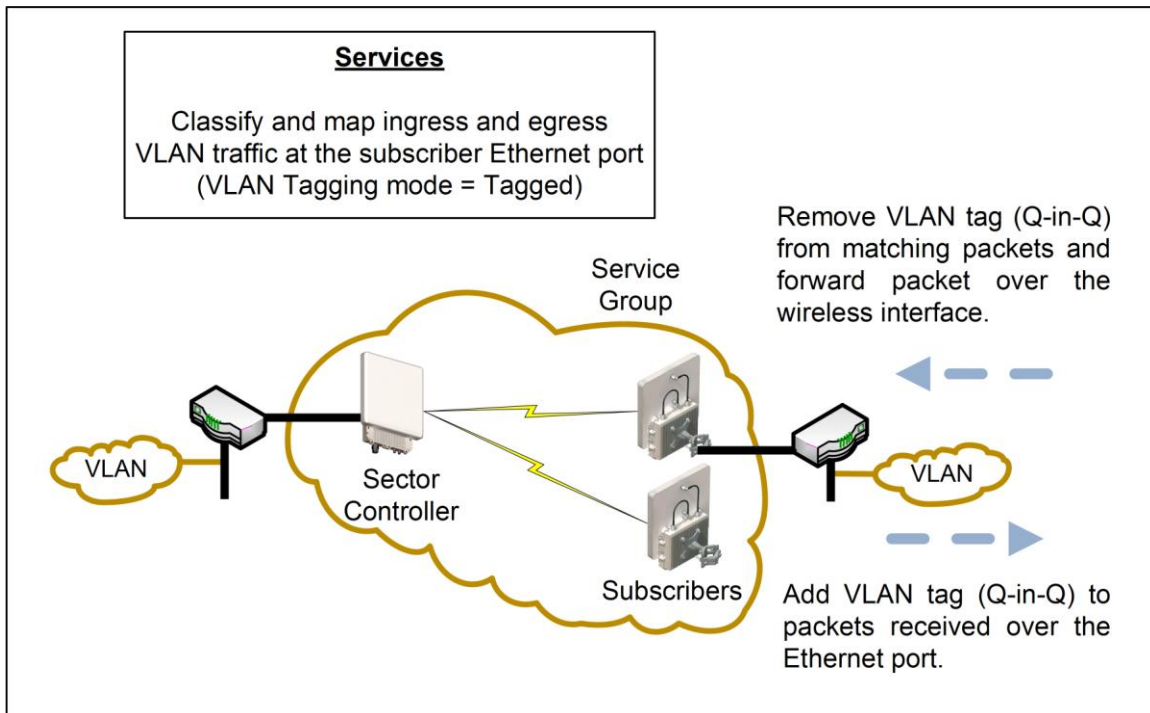 Services
Classify and map ingress and egress
VLAN traffic at the subscriber Ethernet port
(VLAN Tagging mode = Tagged)
Remove VLAN tag (Q-in-Q)
from matching packets and
forward packet over the
wireless interface.
Service
Group
VLAN
Sector
Controller
VLAN
Subscribers
Add VLAN tag (Q-in-Q) to
packets received over the
Ethernet port.